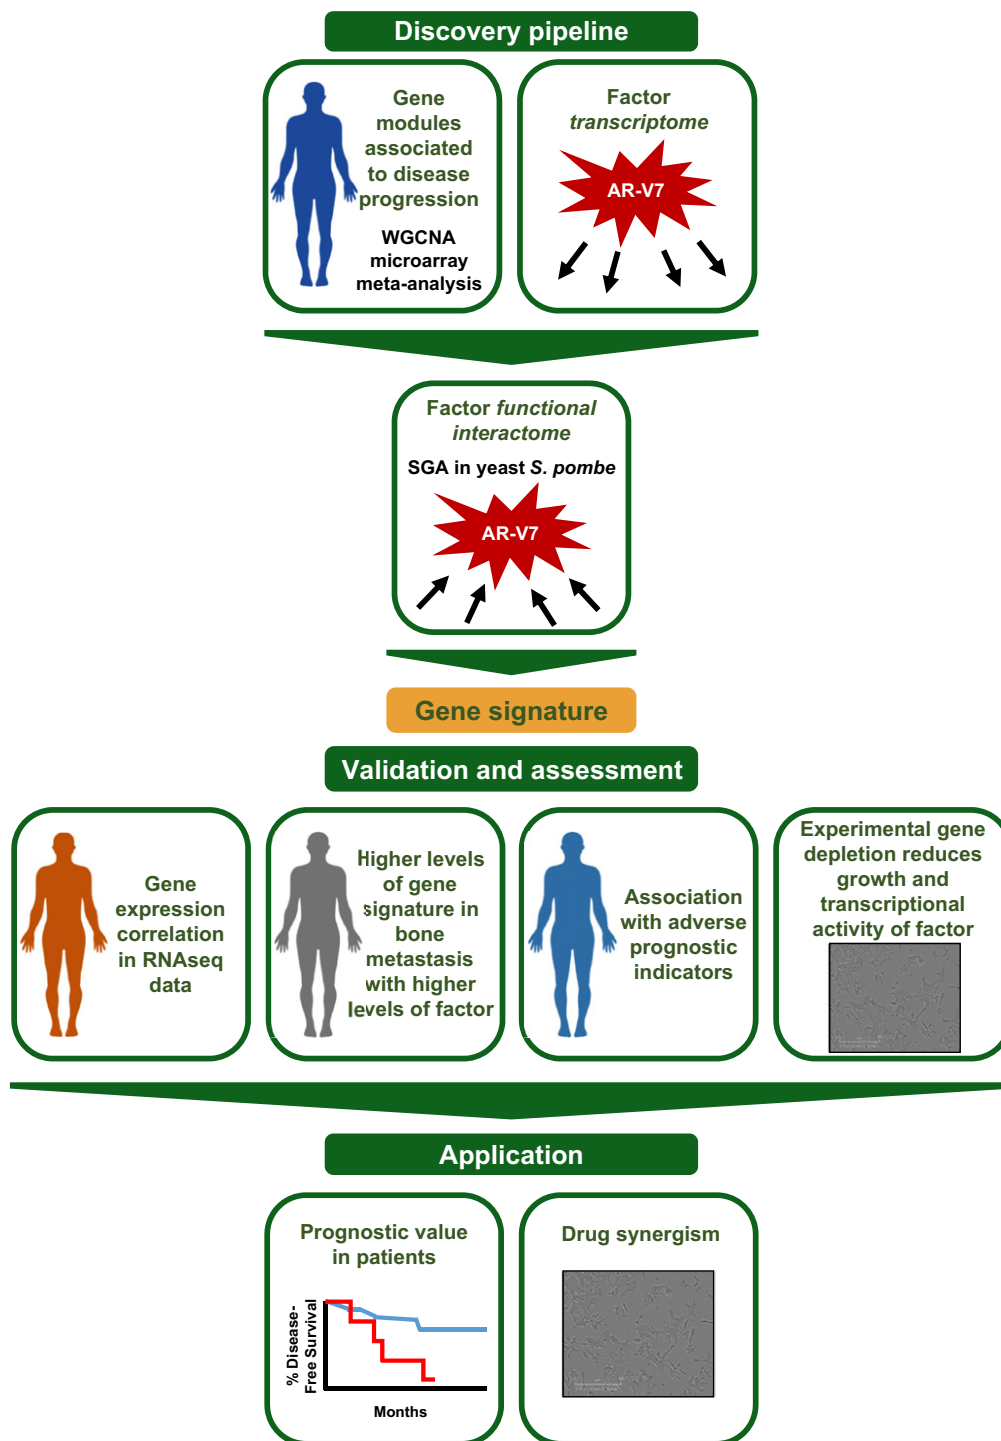 Discovery pipeline
Gene
modules
associated
to disease
progression
WGCNA
microarray
meta-analysis
Factor
transcriptome
AR-V7
Factor functional
interactome
SGA in yeast S. pombe
AR-V7
Gene signature
Validation and assessment
Gene
expression
correlation
in RNAseq
data
Higher levels
of gene
signature in
bone
metastasis
with higher
levels of factor
Association
with adverse
prognostic
indicators
Experimental gene
depletion reduces
growth and
transcriptional
activity of factor
Application
Prognostic value
in patients
% Disease-
Free Survival
Months
Drug synergism